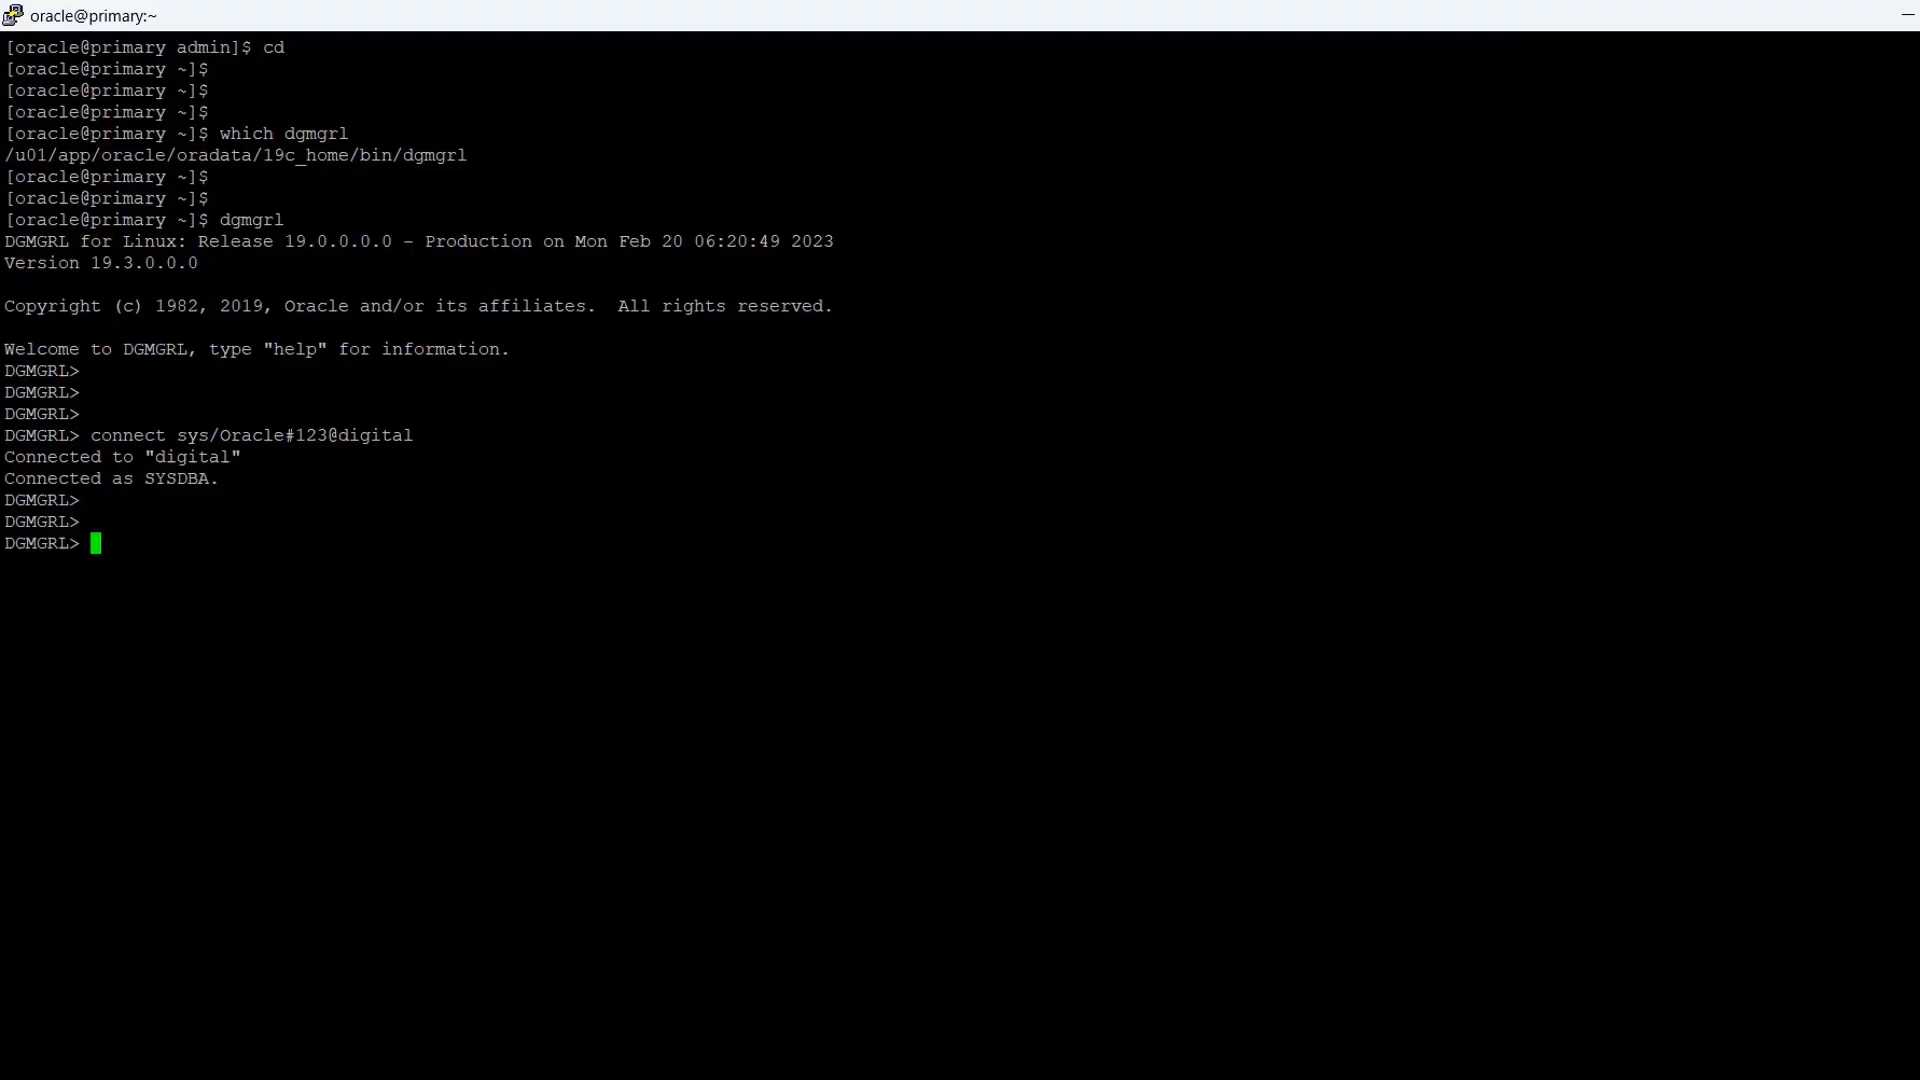 oracle@primary:~
[oracle@primary admin]$ cd
[oracle@primary ~]$
[oracle@primary ~]$
[oracle@primary ~]$
[oracle@primary ~]$ which dgmgrl
/u01/app/oracle/oradata/19c_home/bin/dgmgrl
[oracle@primary ~]$
[oracle@primary ~]$
[oracle@primary ~]$ dgmgrl
DGMGRL for Linux: Release 19.0.0.0.0 - Production on Mon Feb 20 06:20:49 2023
Version 19.3.0.0.0
Copyright (c) 1982, 2019, Oracle and/or its affiliates.  All rights reserved.
Welcome to DGMGRL, type "help" for information.
DGMGRL>
DGMGRL>
DGMGRL>
DGMGRL> connect sys/Oracle#123@digital
Connected to "digital"
Connected as SYSDBA.
DGMGRL>
DGMGRL>
DGMGRL>